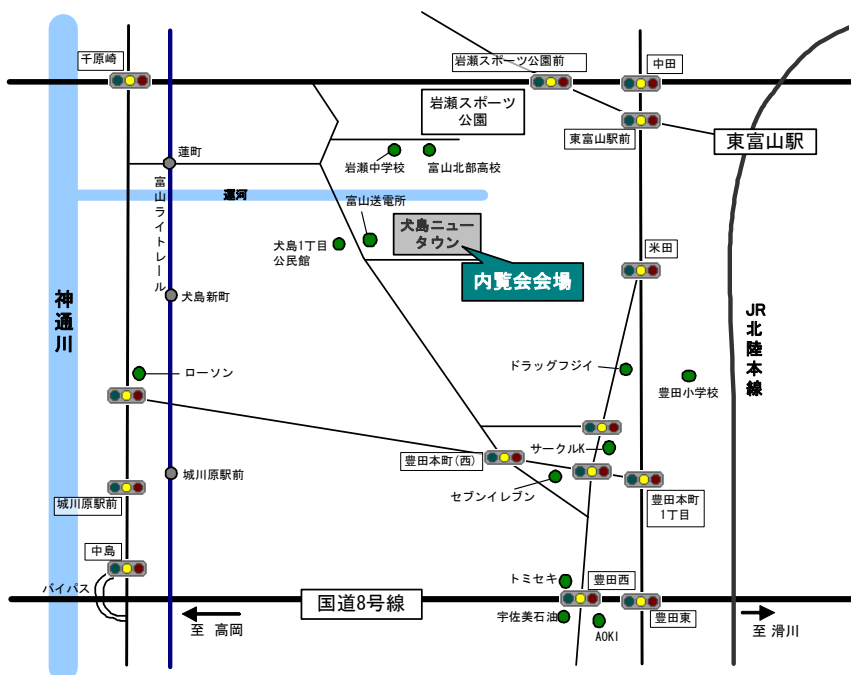 千原崎
岩瀬スポーツ公園前
中田
岩瀬スポーツ
公園
東富山駅前
東富山駅
蓮町
岩瀬中学校
富山北部高校
富山ライトレール
運河
富山送電所
犬島ニュー
タウン
犬島1丁目
公民館
米田
内覧会会場
神通川
犬島新町
JR北陸本線
ローソン
ドラッグフジイ
豊田小学校
サークルK
豊田本町(西)
城川原駅前
セブンイレブン
城川原駅前
豊田本町
1丁目
中島
バイパス
トミセキ
豊田西
国道8号線
宇佐美石油
豊田東
至 高岡
AOKI
至 滑川